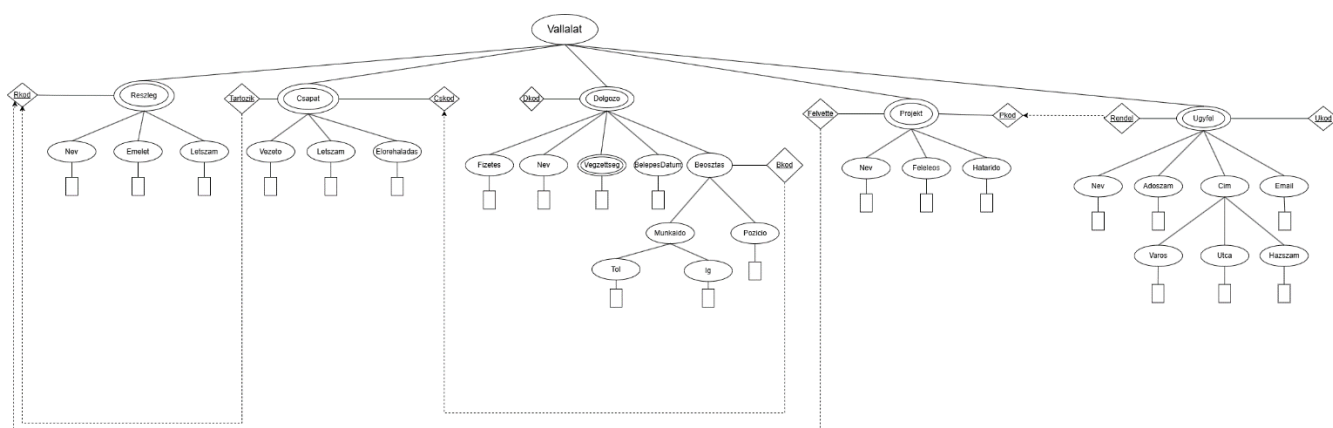 Vallalat
Rkod
Reszleg
Tartozik
Csapat
Cskod
Dkod
Dolgozo
Felvette
Projekt
Pkod
Rendel
Ugyfel
Ukod
Nev
Emelet
Letszam
Vezeto
Letszam
Elorehaladas
Fizetes
Nev
Vegzettseg
BelepesDatum
Beosztas
Bkod
Nev
Feleleos
Hatarido
Nev
Adoszam
Cim
Email
Munkaido
Pozicio
Varos
Utca
Hazszam
Tol
Ig